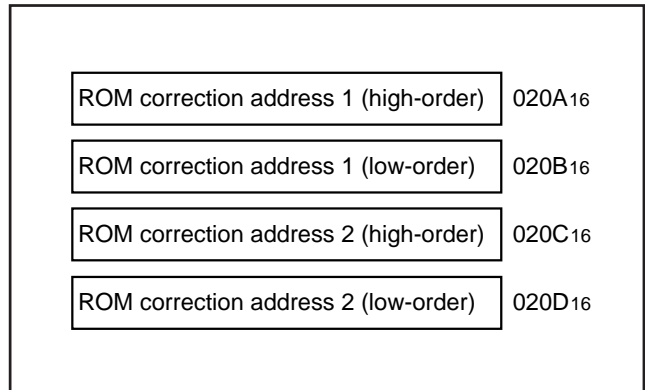 ROM correction address 1 (high-order) 020A16
ROM correction address 1 (low-order) 020B16
ROM correction address 2 (high-order) 020C16
ROM correction address 2 (low-order) 020D16